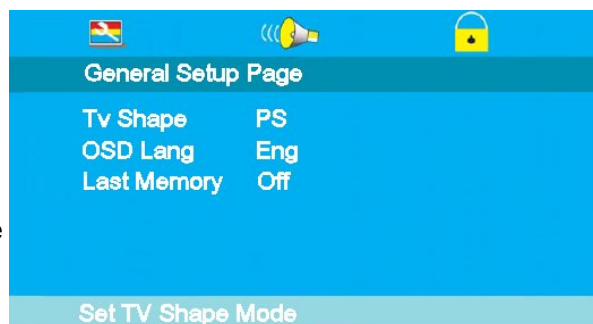 General Setup Page
Tv Shape PS
OSD Lang Eng
Last Memory Off
Set TV Shape Mode